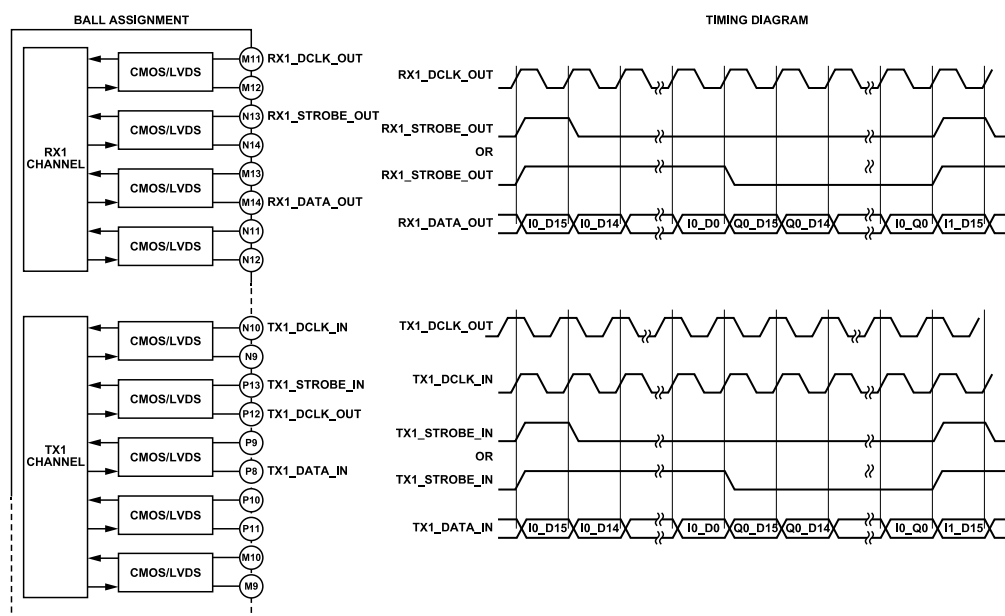 BALL ASSIGNMENT
RX1
CHANNEL
CMOS/LVDS
M11 RX1_DCLK_OUT
M12
CMOS/LVDS
N13 RX1_STROBE_OUT
N14
CMOS/LVDS
M13
M14 RX1_DATA_OUT
CMOS/LVDS
N11
N12
TX1
CHANNEL
CMOS/LVDS
N10 TX1_DCLK_IN
N9
CMOS/LVDS
P13 TX1_STROBE_IN
P12 TX1_DCLK_OUT
CMOS/LVDS
P9
P8 TX1_DATA_IN
CMOS/LVDS
P10
P11
CMOS/LVDS
M10
M9
TIMING DIAGRAM
RX1_DCLK_OUT
RX1_STROBE_OUT
OR
RX1_STROBE_OUT
RX1_DATA_OUT I0_D15 I0_D14 I0_D0 Q0_D15 Q0_D14 I0_Q0 I1_D15
TX1_DCLK_OUT
TX1_DCLK_IN
TX1_STROBE_IN
OR
TX1_STROBE_IN
TX1_DATA_IN I0_D15 I0_D14 I0_D0 Q0_D15 Q0_D14 I0_Q0 I1_D15